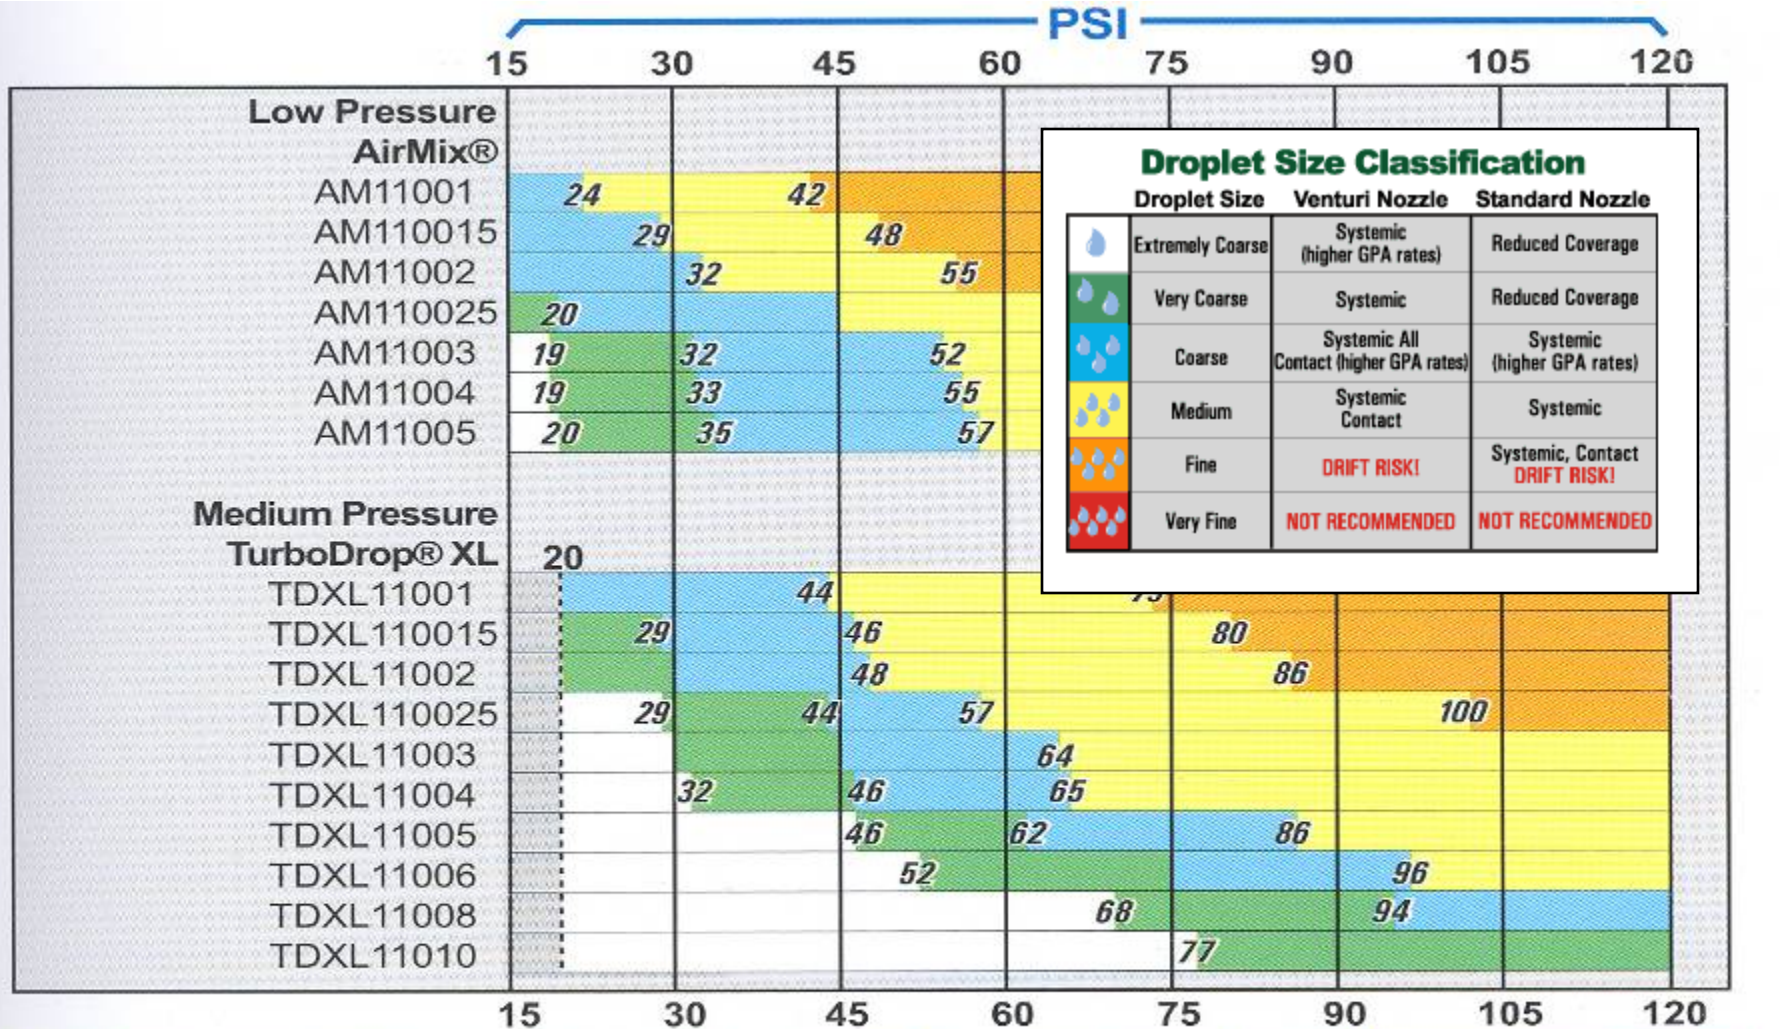 PSI
15 30 45 60 75 90 105 120
Low Pressure
AirMix®
AM11001 24 42
AM110015 29 48
AM11002 32 55
AM110025 20
AM11003 19 32 52
AM11004 19 33 55
AM11005 20 35 57
Medium Pressure
TurboDrop® XL 20
TDXL11001 44
TDXL110015 29 46 80
TDXL11002 48 86
TDXL110025 29 44 57 100
TDXL11003 64
TDXL11004 32 46 65
TDXL11005 46 62 86
TDXL11006 52 96
TDXL11008 68 94
TDXL11010 77
15 30 45 60 75 90 105 120
Droplet Size Classification
Droplet Size Venturi Nozzle Standard Nozzle
Extremely Coarse Systemic (higher GPA rates) Reduced Coverage
Very Coarse Systemic Reduced Coverage
Coarse Systemic All Contact (higher GPA rates) Systemic (higher GPA rates)
Medium Systemic Contact Systemic
Fine DRIFT RISK! Systemic, Contact DRIFT RISK!
Very Fine NOT RECOMMENDED NOT RECOMMENDED